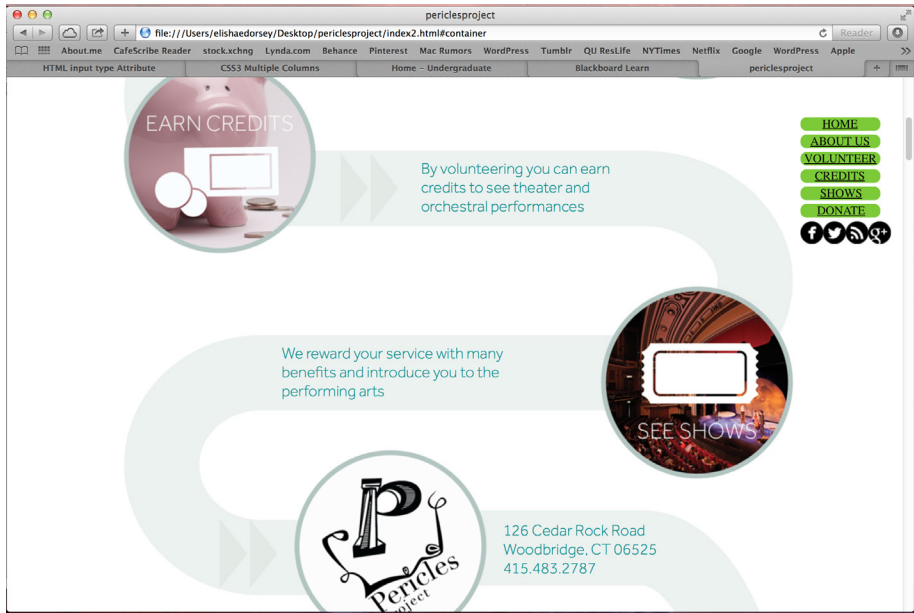 periclesproject
file:///Users/elishaedorsey/Desktop/periclesproject/index2.html#container
Reader
About.me CafeScribe Reader stock.xchng Lynda.com Behance Pinterest Mac Rumors WordPress Tumblr QU ResLife NYTimes Netflix Google WordPress Apple
HTML input type Attribute CSS3 Multiple Columns Home – Undergraduate Blackboard Learn periclesproject
EARN CREDITS
By volunteering you can earn
credits to see theater and
orchestral performances
HOME
ABOUT US
VOLUNTEER
CREDITS
SHOWS
DONATE
We reward your service with many
benefits and introduce you to the
performing arts
SEE SHOWS
P
Pericles
Project
126 Cedar Rock Road
Woodbridge, CT 06525
415.483.2787